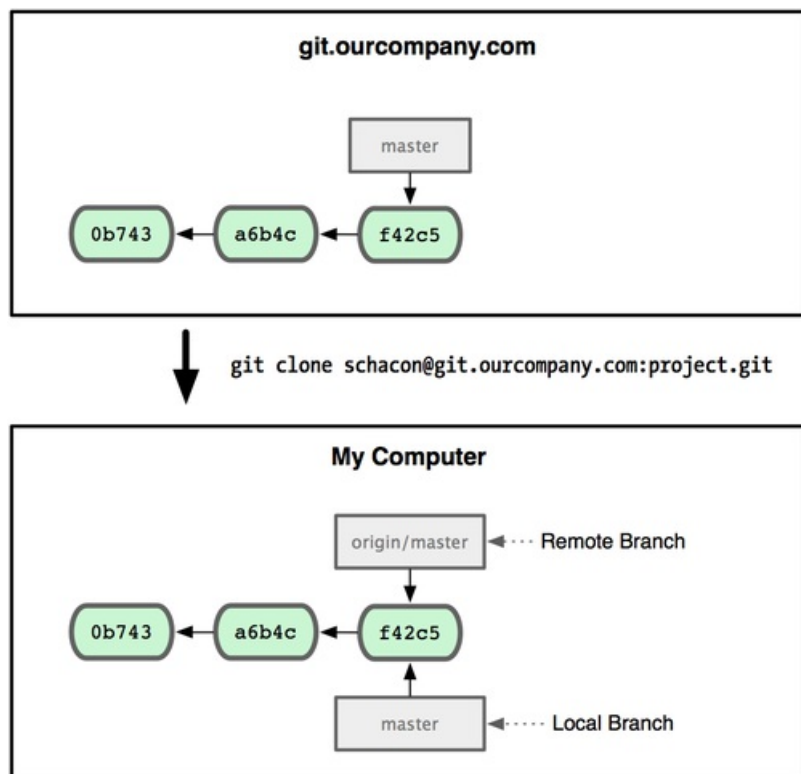 git.ourcompany.com
master
0b743 a6b4c f42c5
git clone schacon@git.ourcompany.com:project.git
My Computer
origin/master Remote Branch
0b743 a6b4c f42c5
master Local Branch